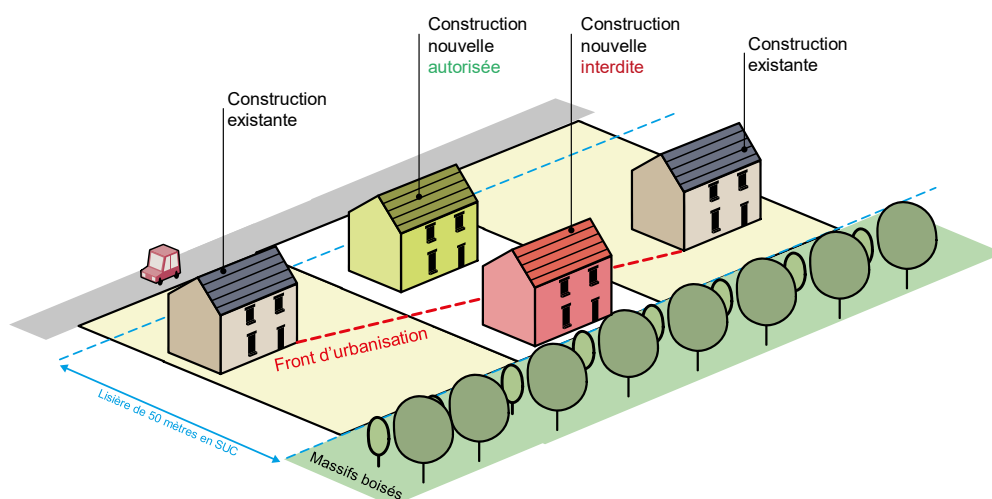 Construction
nouvelle
autorisée
Construction
nouvelle
interdite
Construction
existante
Construction
existante
Front d'urbanisation
Lisière de 50 mètres en SUC
Massifs boisés